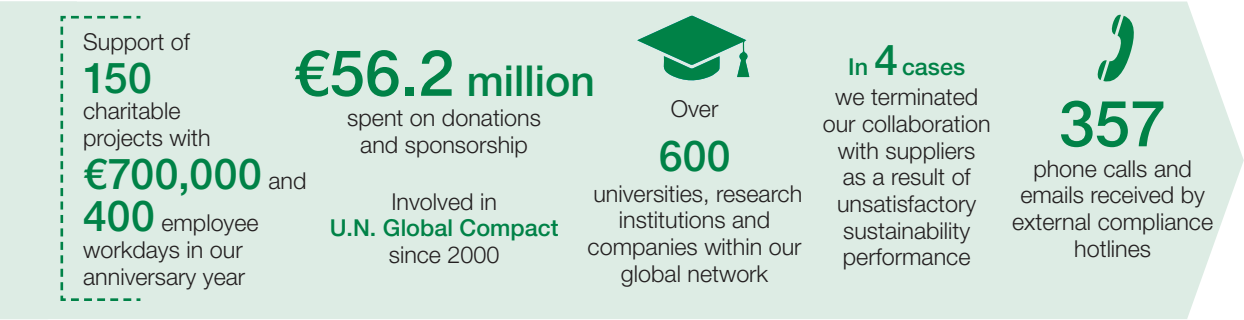 Support of
150
charitable
projects with
€700,000 and
400 employee
workdays in our
anniversary year
€56.2 million
spent on donations
and sponsorship
Involved in
U.N. Global Compact
since 2000
Over
600
universities, research
institutions and
companies within our
global network
In 4 cases
we terminated
our collaboration
with suppliers
as a result of
unsatisfactory
sustainability
performance
357
phone calls and
emails received by
external compliance
hotlines